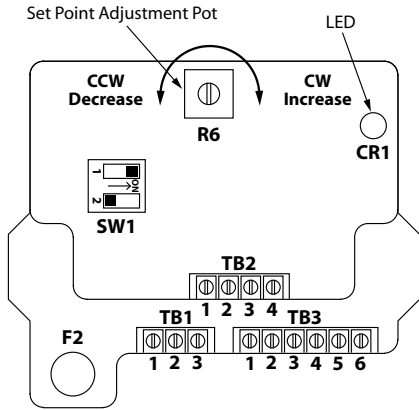 Set Point Adjustment Pot
LED
CCW
Decrease
CW
Increase
R6
CR1
1
ON
2
SW1
TB2
1 2 3 4
TB1
TB3
F2
1 2 3
1 2 3 4 5 6